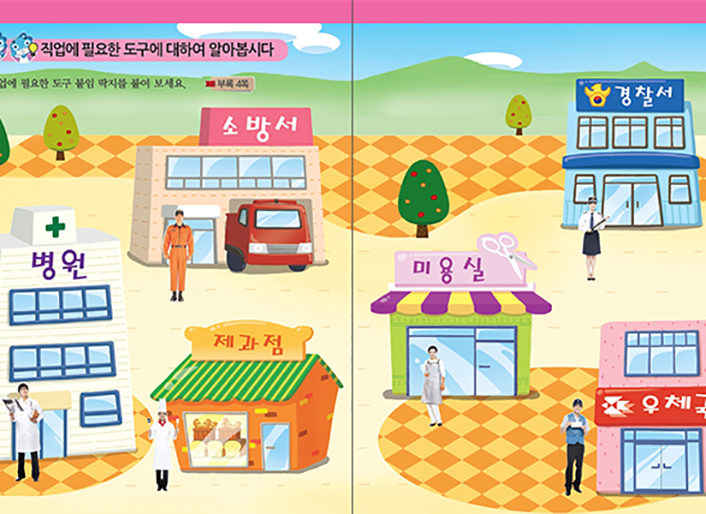 직업에 필요한 도구에 대하여 알아봅시다
업에 필요한 도구 붙임 딱지를 붙여 보세요.
부록 4쪽
소방서
경찰서
병원
미용실
제과점
우체국